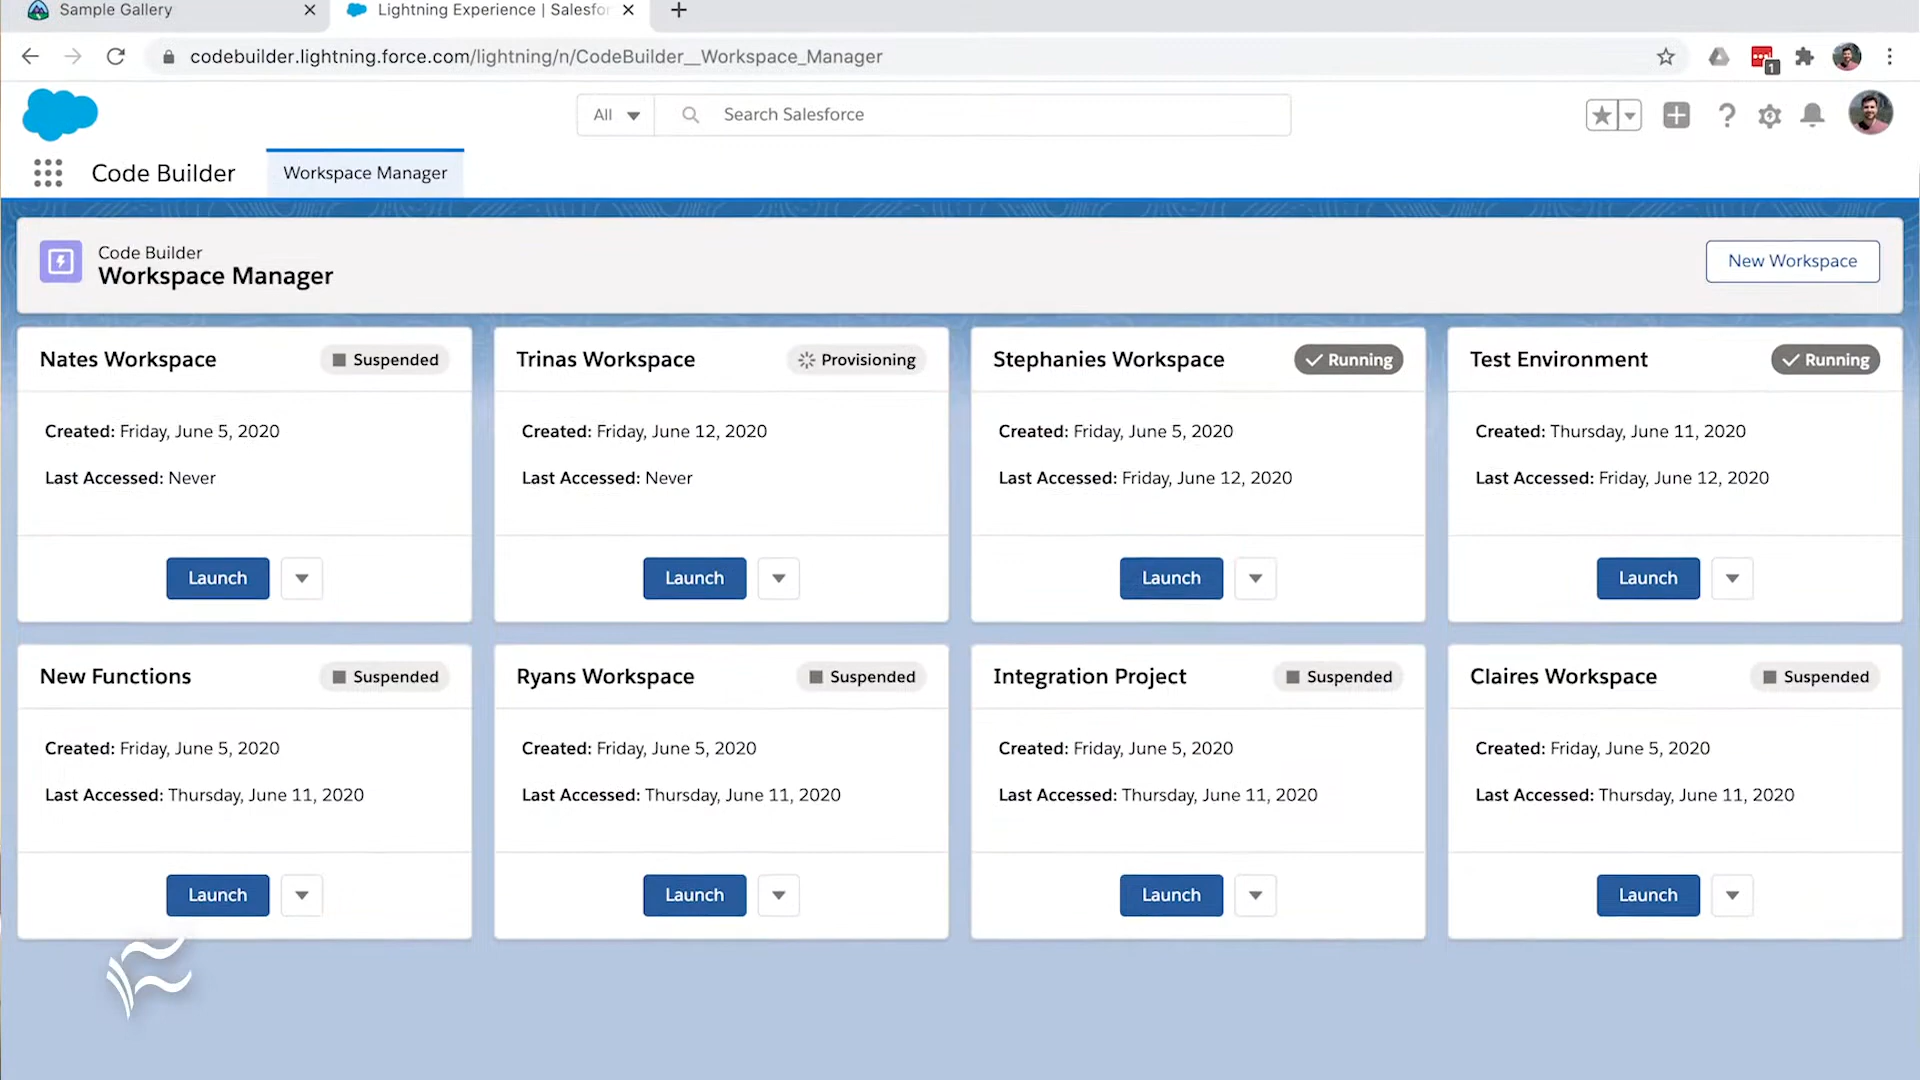 Sample Gallery
Lightning Experience | Salesfor
codebuilder.lightning.force.com/lightning/n/CodeBuilder__Workspace_Manager
1
All
Search Salesforce
Code Builder
Workspace Manager
Code Builder
Workspace Manager
New Workspace
Nates Workspace
Suspended
Created: Friday, June 5, 2020
Last Accessed: Never
Launch
Trinas Workspace
Provisioning
Created: Friday, June 12, 2020
Last Accessed: Never
Launch
Stephanies Workspace
Running
Created: Friday, June 5, 2020
Last Accessed: Friday, June 12, 2020
Launch
Test Environment
Running
Created: Thursday, June 11, 2020
Last Accessed: Friday, June 12, 2020
Launch
New Functions
Suspended
Created: Friday, June 5, 2020
Last Accessed: Thursday, June 11, 2020
Launch
Ryans Workspace
Suspended
Created: Friday, June 5, 2020
Last Accessed: Thursday, June 11, 2020
Launch
Integration Project
Suspended
Created: Friday, June 5, 2020
Last Accessed: Thursday, June 11, 2020
Launch
Claires Workspace
Suspended
Created: Friday, June 5, 2020
Last Accessed: Thursday, June 11, 2020
Launch